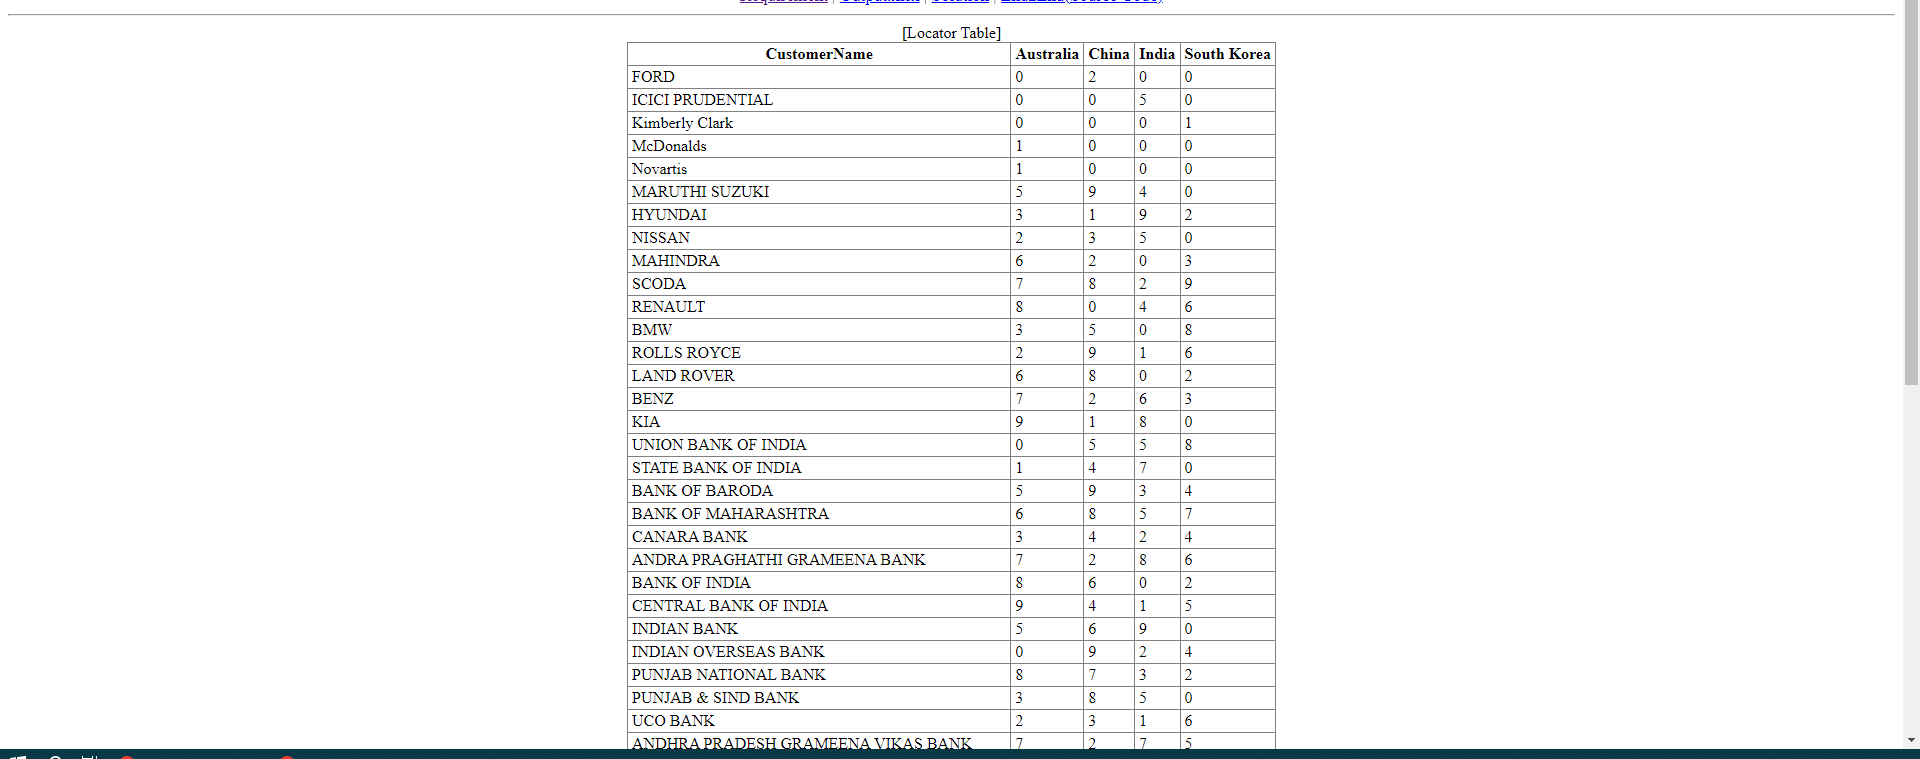 [Locator Table]
CustomerName Australia China India South Korea
FORD 0 2 0 0
ICICI PRUDENTIAL 0 0 5 0
Kimberly Clark 0 0 0 1
McDonalds 1 0 0 0
Novartis 1 0 0 0
MARUTHI SUZUKI 5 9 4 0
HYUNDAI 3 1 9 2
NISSAN 2 3 5 0
MAHINDRA 6 2 0 3
SCODA 7 8 2 9
RENAULT 8 0 4 6
BMW 3 5 0 8
ROLLS ROYCE 2 9 1 6
LAND ROVER 6 8 0 2
BENZ 7 2 6 3
KIA 9 1 8 0
UNION BANK OF INDIA 0 5 5 8
STATE BANK OF INDIA 1 4 7 0
BANK OF BARODA 5 9 3 4
BANK OF MAHARASHTRA 6 8 5 7
CANARA BANK 3 4 2 4
ANDRA PRAGHATHI GRAMEENA BANK 7 2 8 6
BANK OF INDIA 8 6 0 2
CENTRAL BANK OF INDIA 9 4 1 5
INDIAN BANK 5 6 9 0
INDIAN OVERSEAS BANK 0 9 2 4
PUNJAB NATIONAL BANK 8 7 3 2
PUNJAB & SIND BANK 3 8 5 0
UCO BANK 2 3 1 6
ANDHRA PRADESH GRAMEENA VIKAS BANK 7 2 7 5